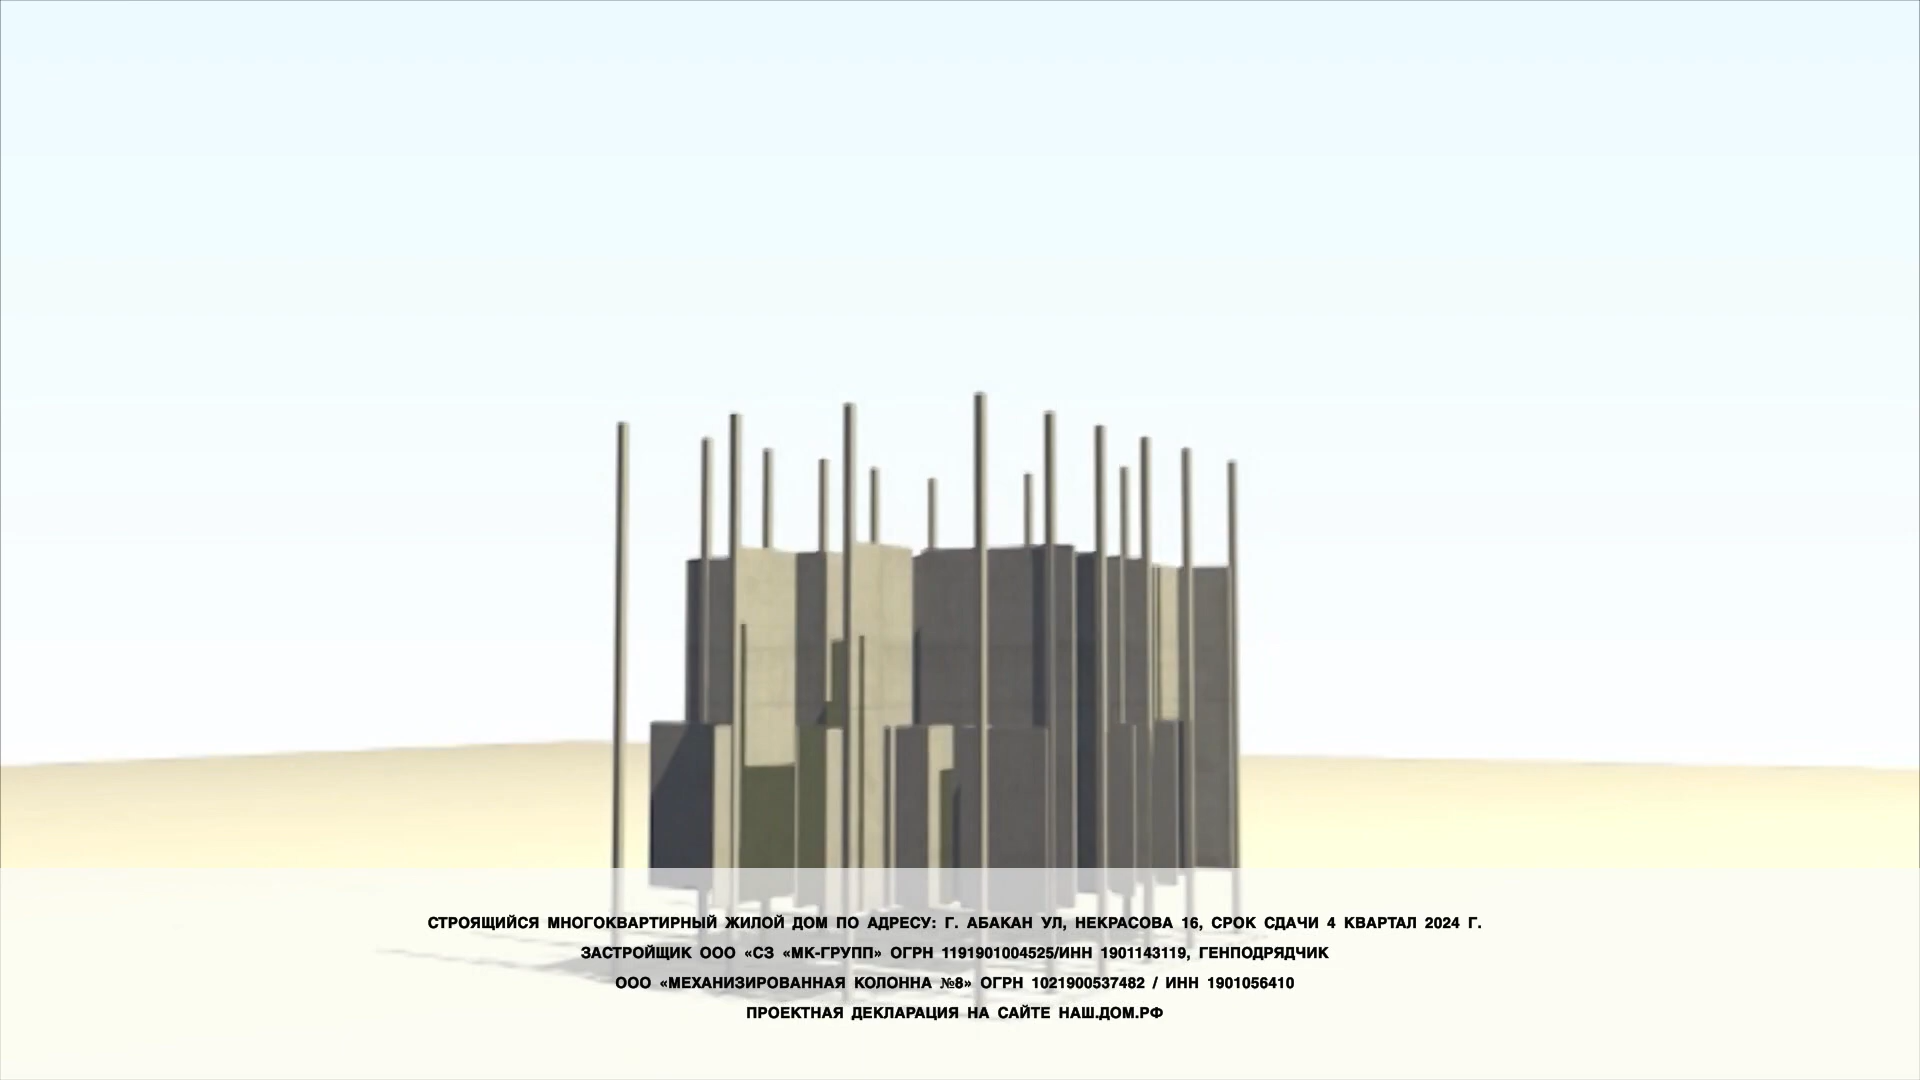 СТРОЯЩИЙСЯ МНОГОКВАРТИРНЫЙ ЖИЛОЙ ДОМ ПО АДРЕСУ: Г. АБАКАН УЛ, НЕКРАСОВА 16, СРОК СДАЧИ 4 КВАРТАЛ 2024 Г.
ЗАСТРОЙЩИК ООО «СЗ «МК-ГРУПП» ОГРН 1191901004525/ИНН 1901143119, ГЕНПОДРЯДЧИК
ООО «МЕХАНИЗИРОВАННАЯ КОЛОННА №8» ОГРН 1021900537482 / ИНН 1901056410
ПРОЕКТНАЯ ДЕКЛАРАЦИЯ НА САЙТЕ НАШ.ДОМ.РФ